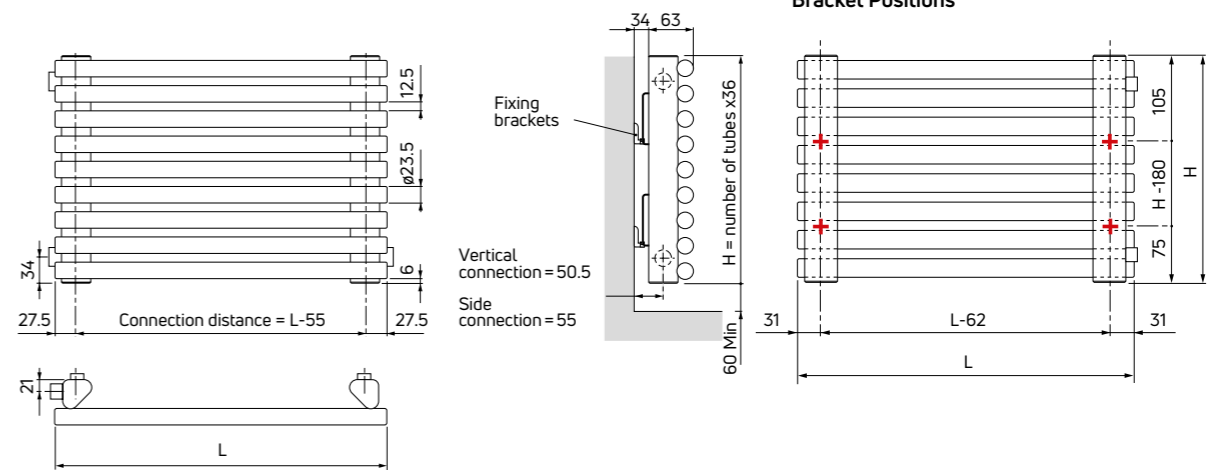 Bracket Positions
34
63
12.5
Fixing
brackets
ø23.5
H = number of tubes x36
105
H -180
H
75
34
6
Vertical
connection = 50.5
Side
connection = 55
60 Min
27.5
Connection distance = L-55
27.5
31
L-62
31
L
21
L